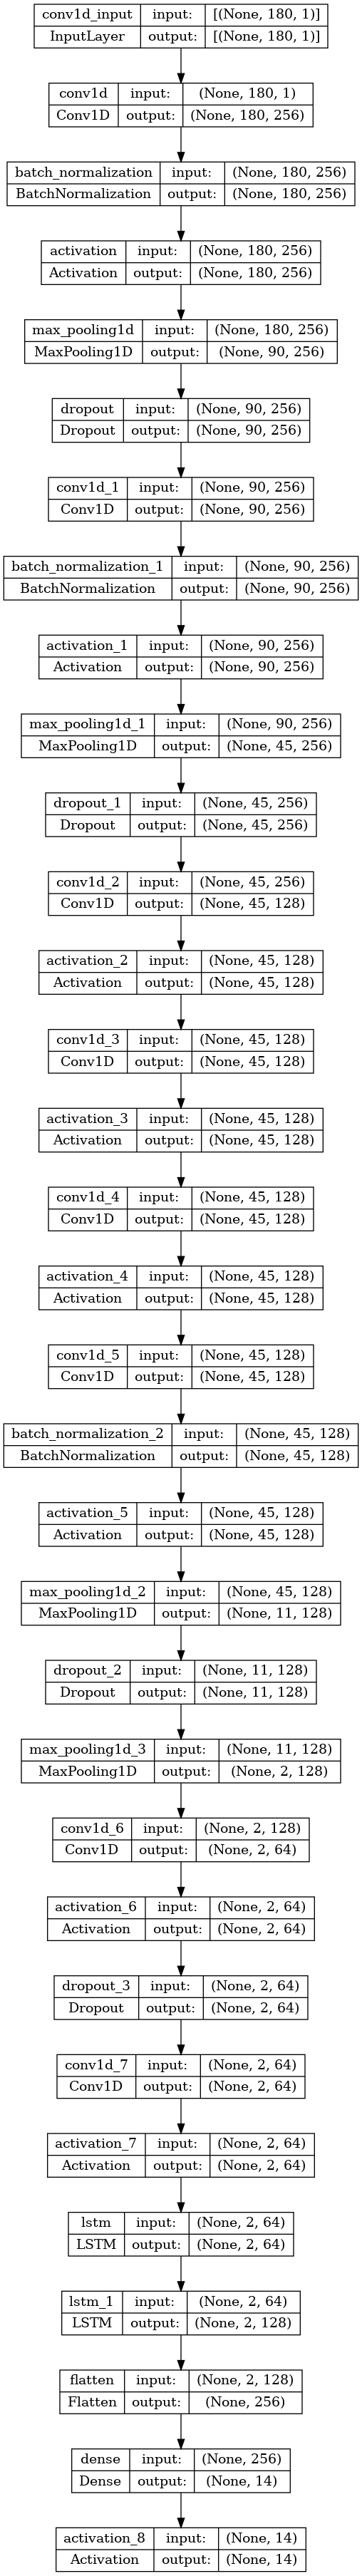 conv1d_input input: [(None, 180, 1)]
InputLayer output: [(None, 180, 1)]
conv1d input: (None, 180, 1)
Conv1D output: (None, 180, 256)
batch_normalization input: (None, 180, 256)
BatchNormalization output: (None, 180, 256)
activation input: (None, 180, 256)
Activation output: (None, 180, 256)
max_pooling1d input: (None, 180, 256)
MaxPooling1D output: (None, 90, 256)
dropout input: (None, 90, 256)
Dropout output: (None, 90, 256)
conv1d_1 input: (None, 90, 256)
Conv1D output: (None, 90, 256)
batch_normalization_1 input: (None, 90, 256)
BatchNormalization output: (None, 90, 256)
activation_1 input: (None, 90, 256)
Activation output: (None, 90, 256)
max_pooling1d_1 input: (None, 90, 256)
MaxPooling1D output: (None, 45, 256)
dropout_1 input: (None, 45, 256)
Dropout output: (None, 45, 256)
conv1d_2 input: (None, 45, 256)
Conv1D output: (None, 45, 128)
activation_2 input: (None, 45, 128)
Activation output: (None, 45, 128)
conv1d_3 input: (None, 45, 128)
Conv1D output: (None, 45, 128)
activation_3 input: (None, 45, 128)
Activation output: (None, 45, 128)
conv1d_4 input: (None, 45, 128)
Conv1D output: (None, 45, 128)
activation_4 input: (None, 45, 128)
Activation output: (None, 45, 128)
conv1d_5 input: (None, 45, 128)
Conv1D output: (None, 45, 128)
batch_normalization_2 input: (None, 45, 128)
BatchNormalization output: (None, 45, 128)
activation_5 input: (None, 45, 128)
Activation output: (None, 45, 128)
max_pooling1d_2 input: (None, 45, 128)
MaxPooling1D output: (None, 11, 128)
dropout_2 input: (None, 11, 128)
Dropout output: (None, 11, 128)
max_pooling1d_3 input: (None, 11, 128)
MaxPooling1D output: (None, 2, 128)
conv1d_6 input: (None, 2, 128)
Conv1D output: (None, 2, 64)
activation_6 input: (None, 2, 64)
Activation output: (None, 2, 64)
dropout_3 input: (None, 2, 64)
Dropout output: (None, 2, 64)
conv1d_7 input: (None, 2, 64)
Conv1D output: (None, 2, 64)
activation_7 input: (None, 2, 64)
Activation output: (None, 2, 64)
lstm input: (None, 2, 64)
LSTM output: (None, 2, 64)
lstm_1 input: (None, 2, 64)
LSTM output: (None, 2, 128)
flatten input: (None, 2, 128)
Flatten output: (None, 256)
dense input: (None, 256)
Dense output: (None, 14)
activation_8 input: (None, 14)
Activation output: (None, 14)